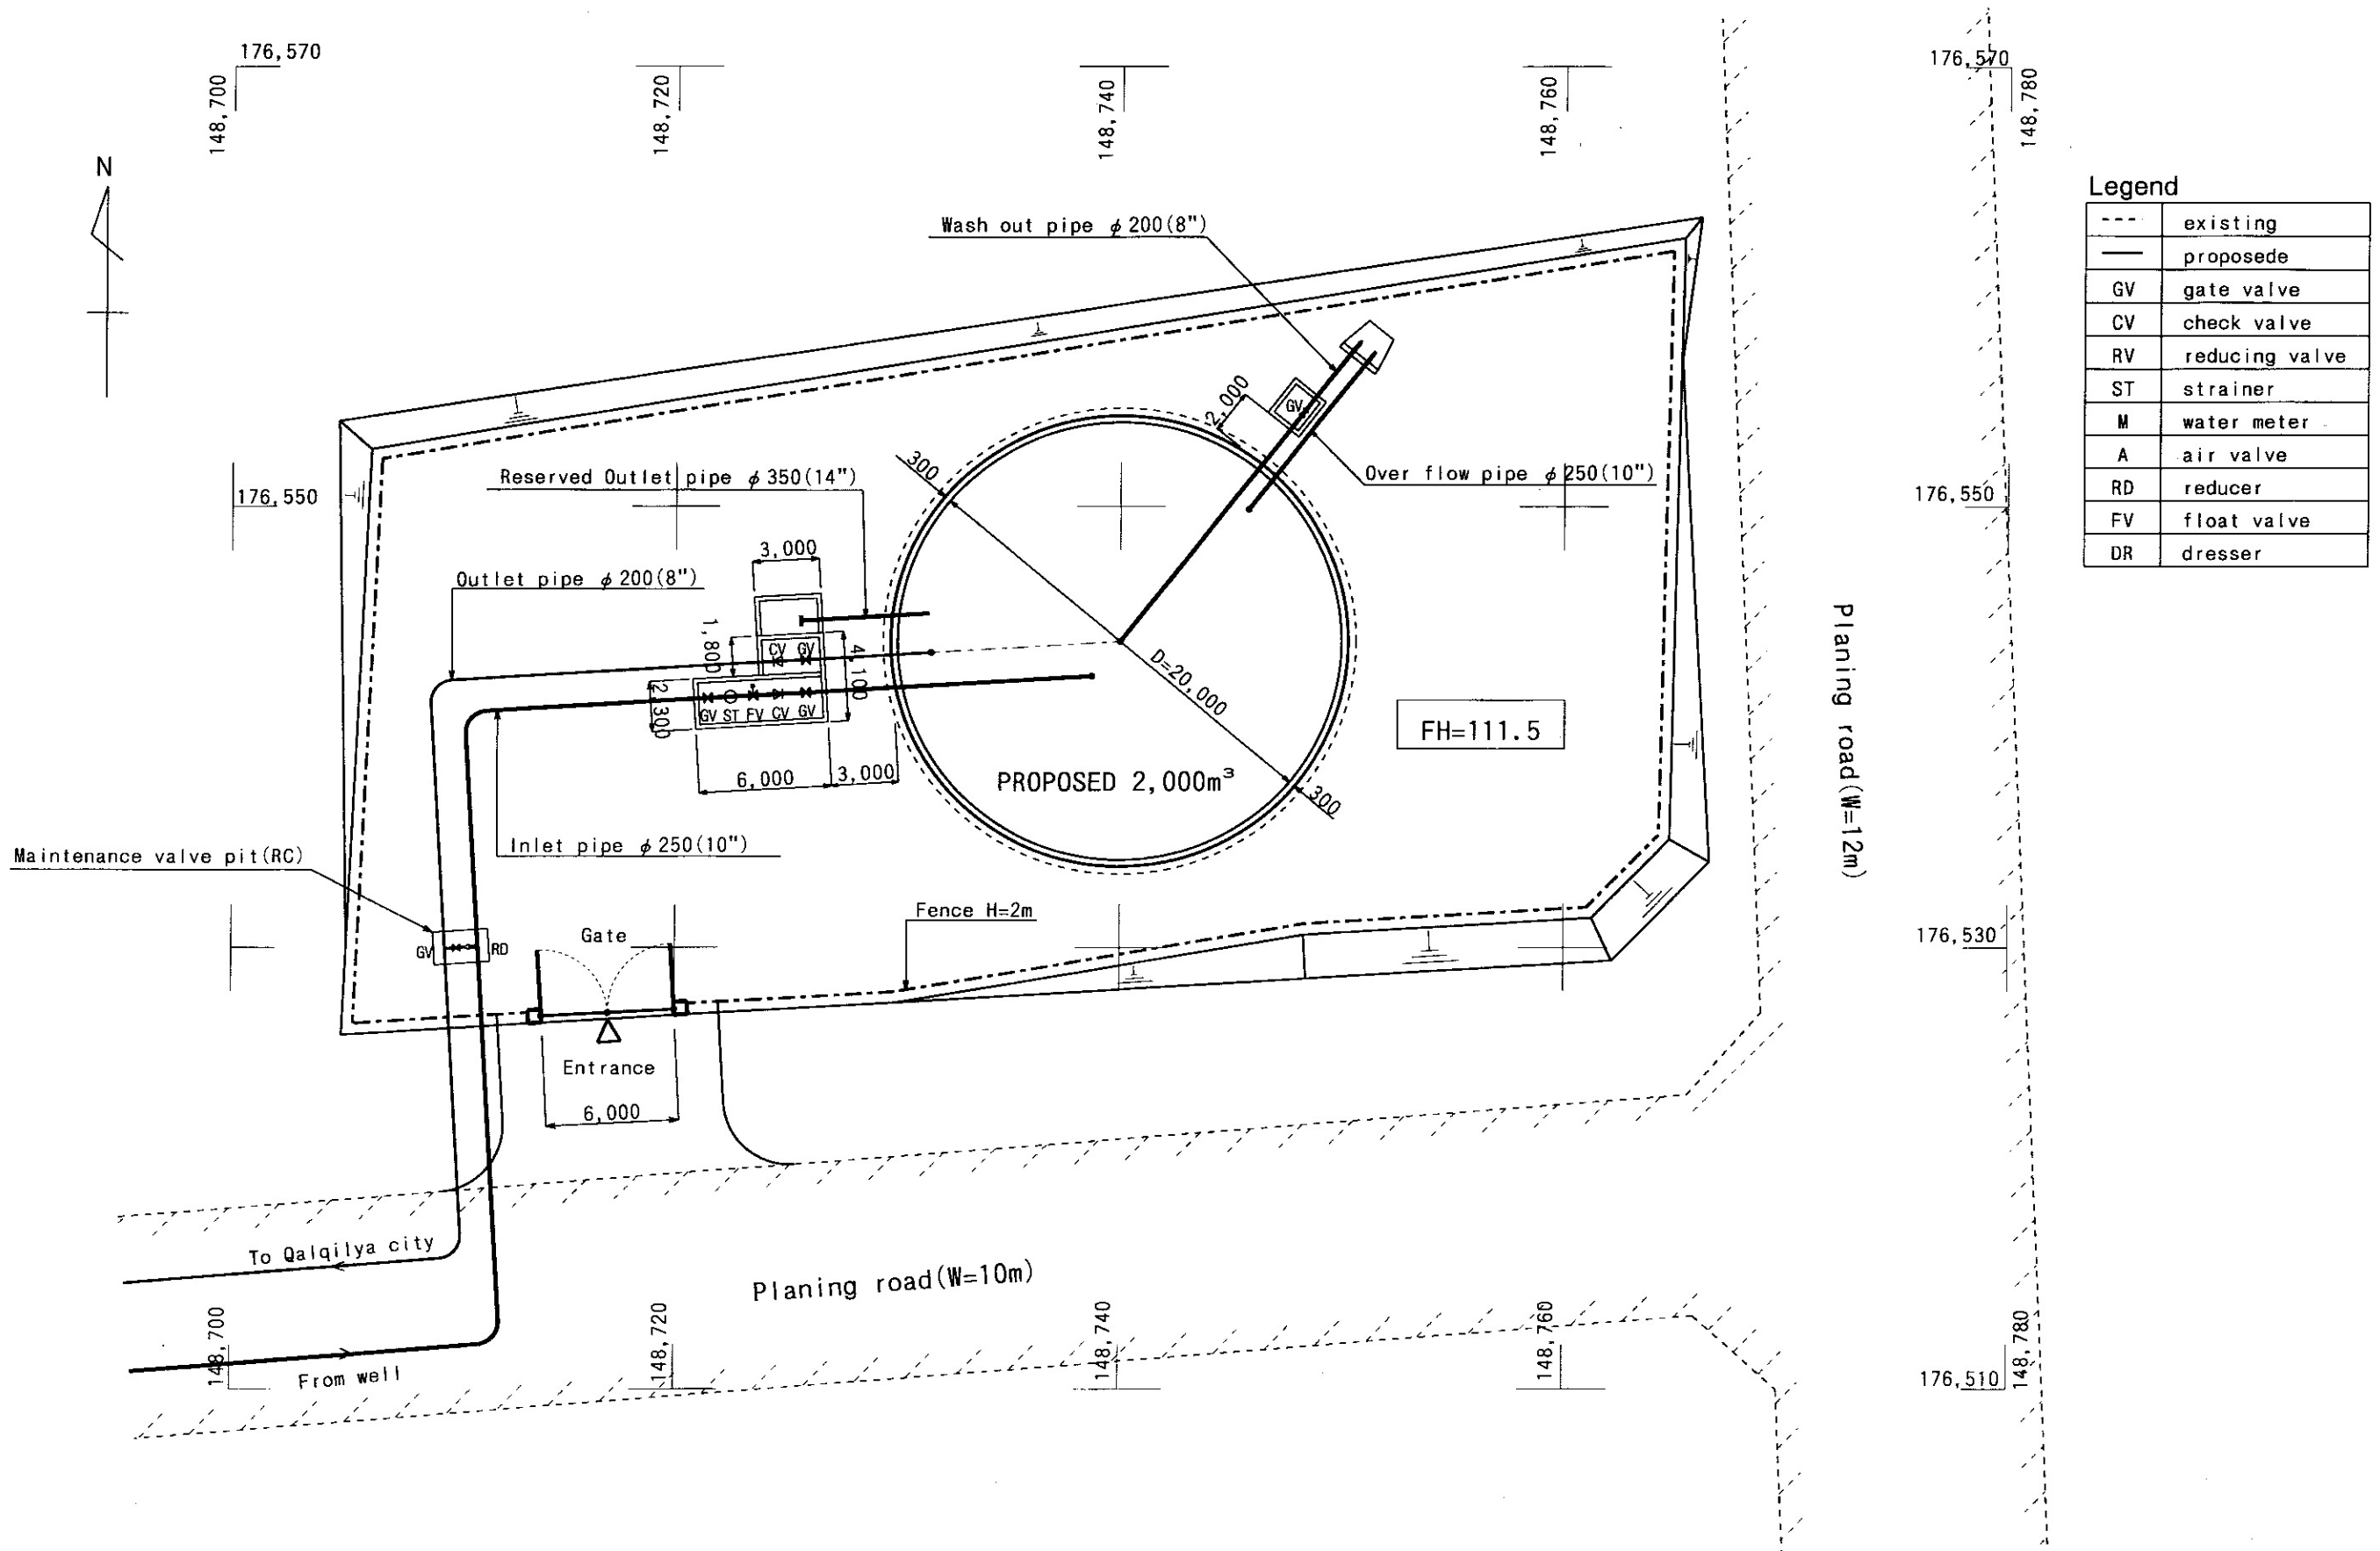 176,570
148,700
148,720
148,740
148,760
176,570
148,780
N
Legend
existing
proposede
GV gate valve
CV check valve
RV reducing valve
ST strainer
M water meter
A air valve
RD reducer
FV float valve
DR dresser
Wash out pipe φ200(8")
2,000
GV
300
Reserved Outlet pipe φ350(14")
Over flow pipe φ250(10")
176,550
176,550
3,000
Outlet pipe φ200(8")
1,800
CV GV
4,100
2,300
GV ST FV CV GV
D=20,000
FH=111.5
Planing road(W=12m)
6,000
3,000
PROPOSED 2,000m³
300
Inlet pipe φ250(10")
Maintenance valve pit(RC)
Fence H=2m
Gate
GV
RD
176,530
Entrance
6,000
To Qalqilya city
Planing road(W=10m)
148,700
148,720
148,740
148,760
148,780
From well
176,510